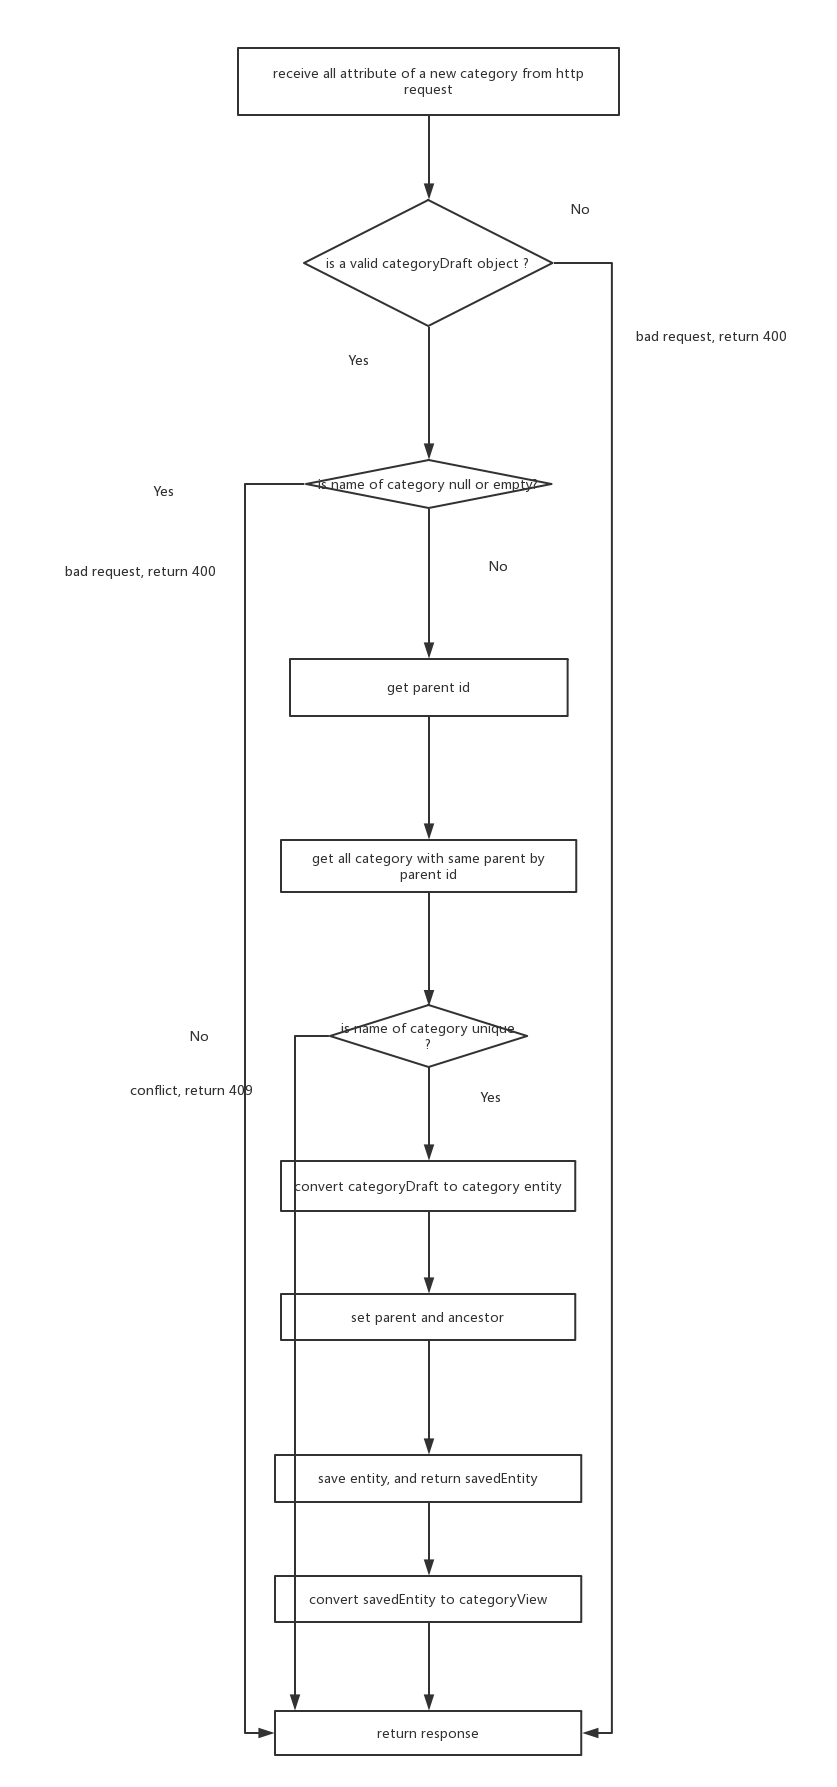 receive all attribute of a new category from http
request
No
is a valid categoryDraft object ?
bad request, return 400
Yes
is name of category null or empty?
Yes
No
bad request, return 400
get parent id
get all category with same parent by
parent id
is name of category unique
?
No
conflict, return 409
Yes
convert categoryDraft to category entity
set parent and ancestor
save entity, and return savedEntity
convert savedEntity to categoryView
return response